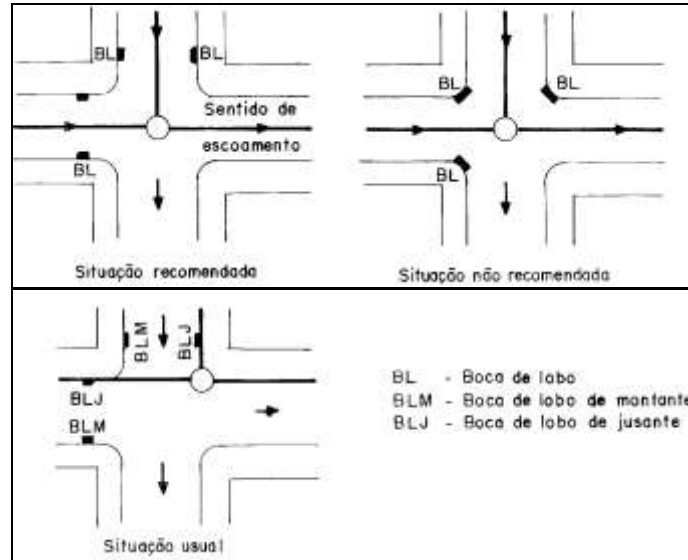 BL
BL
BL
Sentido de
escoamento
Situação recomendada
BL
BL
BL
Situação não recomendada
BLM
BLJ
BLJ
BLM
Situação usual
BL - Boca de lobo
BLM - Boca de lobo de montante
BLJ - Boca de lobo de jusante